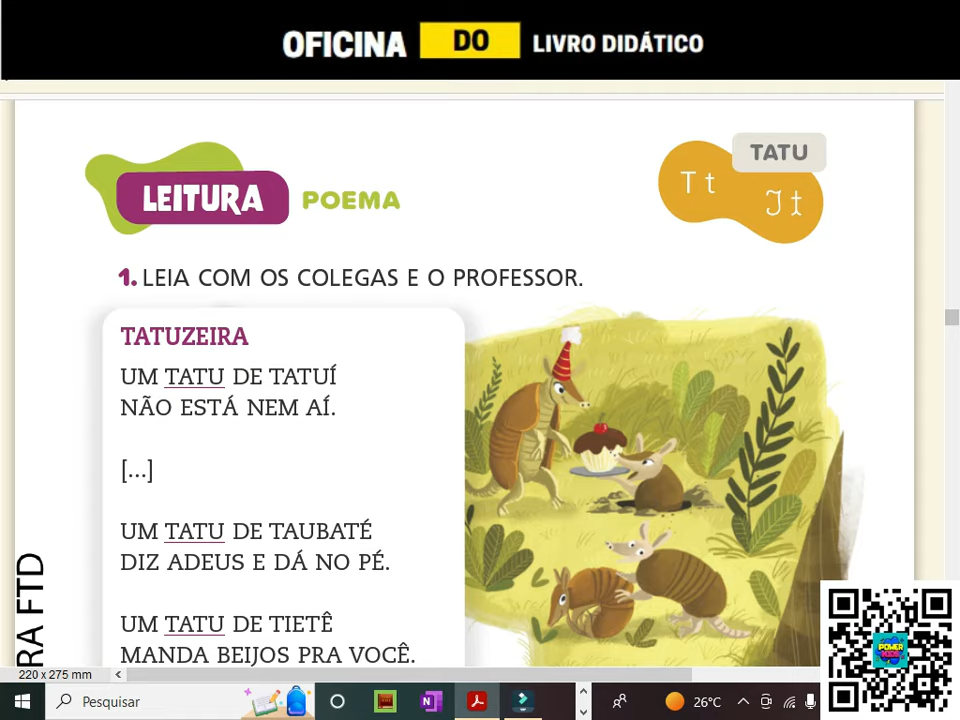 OFICINA DO LIVRO DIDÁTICO
LEITURA POEMA
TATU
T t
T t
1. LEIA COM OS COLEGAS E O PROFESSOR.
TATUZEIRA
UM TATU DE TATUÍ
NÃO ESTÁ NEM AÍ.
[...]
UM TATU DE TAUBATÉ
DIZ ADEUS E DÁ NO PÉ.
UM TATU DE TIETÊ
MANDA BEIJOS PRA VOCÊ.
RA FTD
POWER KIDS
220 x 275 mm
Pesquisar
26°C